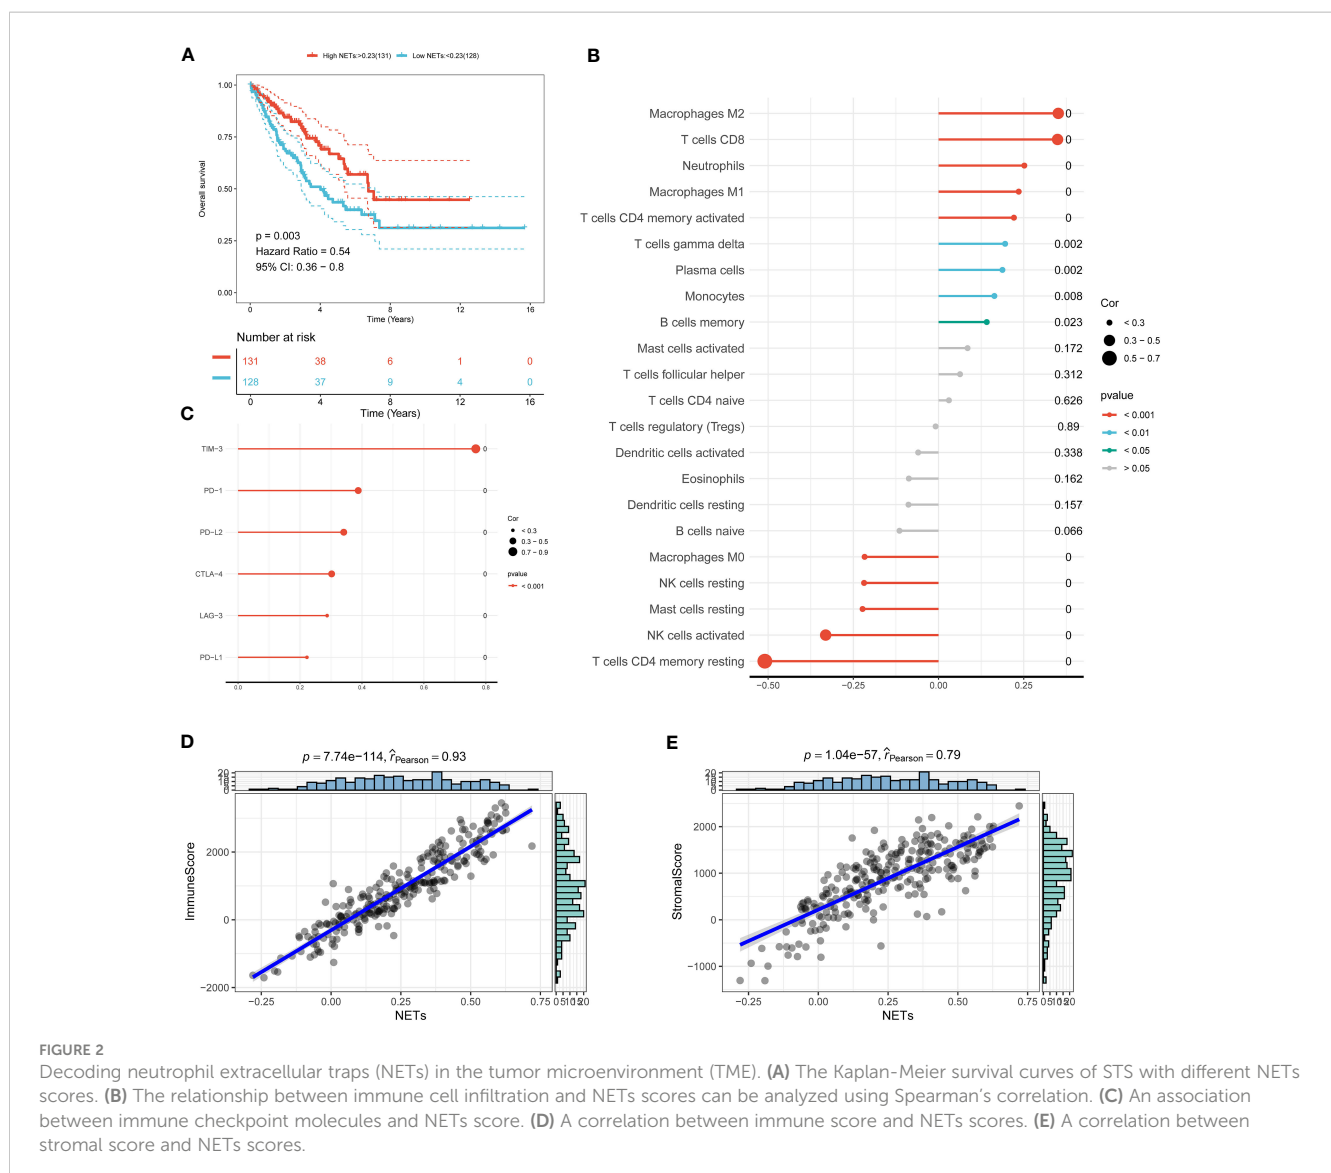 A
High NETs:>0.23(131) Low NETs:<0.23(128)
Overall survival
1.00
0.75
0.50
0.25
0.00
p = 0.003
Hazard Ratio = 0.54
95% CI: 0.36 − 0.8
0 4 8 12 16
Time (Years)
Number at risk
131 38 6 1 0
128 37 9 4 0
0 4 8 12 16
Time (Years)
B
Macrophages M2 0
T cells CD8 0
Neutrophils 0
Macrophages M1 0
T cells CD4 memory activated 0
T cells gamma delta 0.002
Plasma cells 0.002
Monocytes 0.008
B cells memory 0.023
Mast cells activated 0.172
T cells follicular helper 0.312
T cells CD4 naive 0.626
T cells regulatory (Tregs) 0.89
Dendritic cells activated 0.338
Eosinophils 0.162
Dendritic cells resting 0.157
B cells naive 0.066
Macrophages M0 0
NK cells resting 0
Mast cells resting 0
NK cells activated 0
T cells CD4 memory resting 0
−0.50 −0.25 0.00 0.25
Cor
< 0.3
0.3 − 0.5
0.5 − 0.7
pvalue
< 0.001
< 0.01
< 0.05
> 0.05
C
TIM−3 0
PD−1 0
PD−L2 0
CTLA−4 0
LAG−3 0
PD−L1 0
0.0 0.2 0.4 0.6 0.8
Cor
< 0.3
0.3 − 0.5
0.7 − 0.9
pvalue
< 0.001
D
p = 7.74e−114, r̂Pearson = 0.93
ImmuneScore
2000
0
−2000
−0.25 0.00 0.25 0.50 0.75
NETs
E
p = 1.04e−57, r̂Pearson = 0.79
StromalScore
2000
1000
0
−1000
−0.25 0.00 0.25 0.50 0.75
NETs
FIGURE 2
Decoding neutrophil extracellular traps (NETs) in the tumor microenvironment (TME). (A) The Kaplan-Meier survival curves of STS with different NETs
scores. (B) The relationship between immune cell infiltration and NETs scores can be analyzed using Spearman's correlation. (C) An association
between immune checkpoint molecules and NETs score. (D) A correlation between immune score and NETs scores. (E) A correlation between
stromal score and NETs scores.